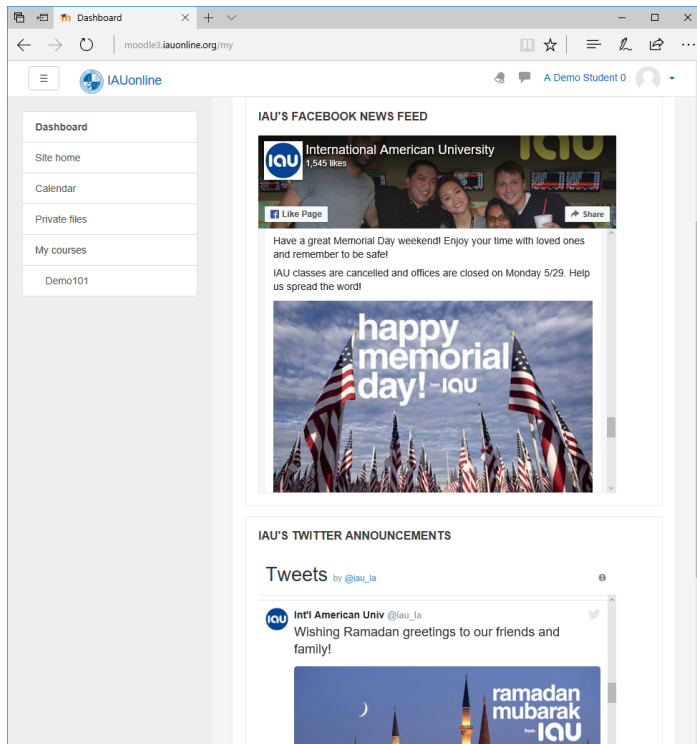 Dashboard
moodle3.iauonline.org/my
IAUonline
A Demo Student 0
Dashboard
Site home
Calendar
Private files
My courses
Demo101
IAU'S FACEBOOK NEWS FEED
IAU
International American University
1,545 likes
Like Page
Share
Have a great Memorial Day weekend! Enjoy your time with loved ones
and remember to be safe!
IAU classes are cancelled and offices are closed on Monday 5/29. Help
us spread the word!
happy
memorial
day! - IAU
IAU'S TWITTER ANNOUNCEMENTS
Tweets by @iau_la
IAU
Int'l American Univ @iau_la
Wishing Ramadan greetings to our friends and
family!
ramadan
mubarak
from IAU